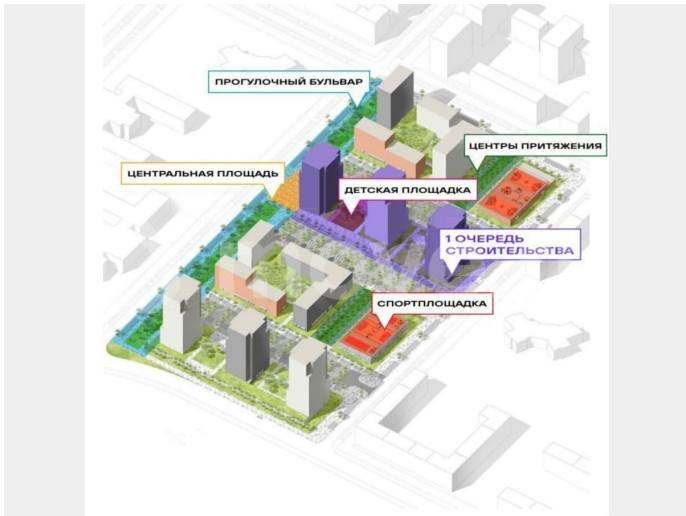 ПРОГУЛОЧНЫЙ БУЛЬВАР
ЦЕНТРЫ ПРИТЯЖЕНИЯ
ЦЕНТРАЛЬНАЯ ПЛОЩАДЬ
ДЕТСКАЯ ПЛОЩАДКА
1 ОЧЕРЕДЬ
СТРОИТЕЛЬСТВА
СПОРТПЛОЩАДКА